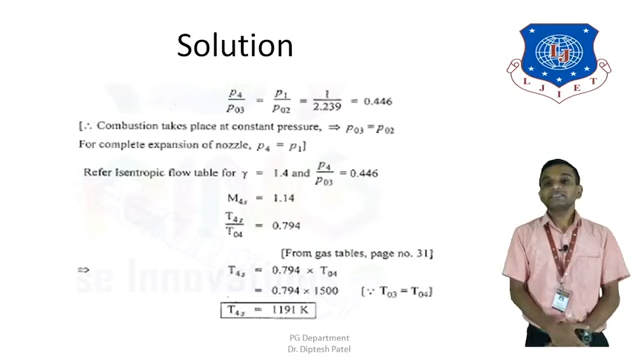 Solution
p₄/p₀₃ = p₁/p₀₂ = 1/2.239 = 0.446
[∴ Combustion takes place at constant pressure, ⇒ p₀₃ = p₀₂
For complete expansion of nozzle, p₄ = p₁]
Refer Isentropic flow table for γ = 1.4 and p₄/p₀₃ = 0.446
M₄ₛ = 1.14
T₄ₛ/T₀₄ = 0.794
[From gas tables, page no. 31]
⇒ T₄ₛ = 0.794 × T₀₄
= 0.794 × 1500 [∵ T₀₃ = T₀₄]
T₄ₛ = 1191 K
LJ
LJIET
PG Department
Dr. Diptesh Patel